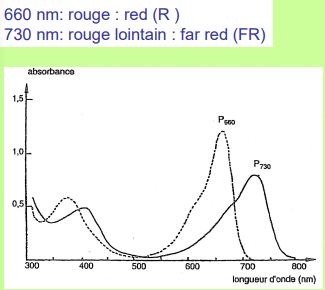 660 nm: rouge : red (R )
730 nm: rouge lointain : far red (FR)
absorbance
1,5
P660
1,0
P730
0,5
300 400 500 600 700 800
longueur d'onde (nm)